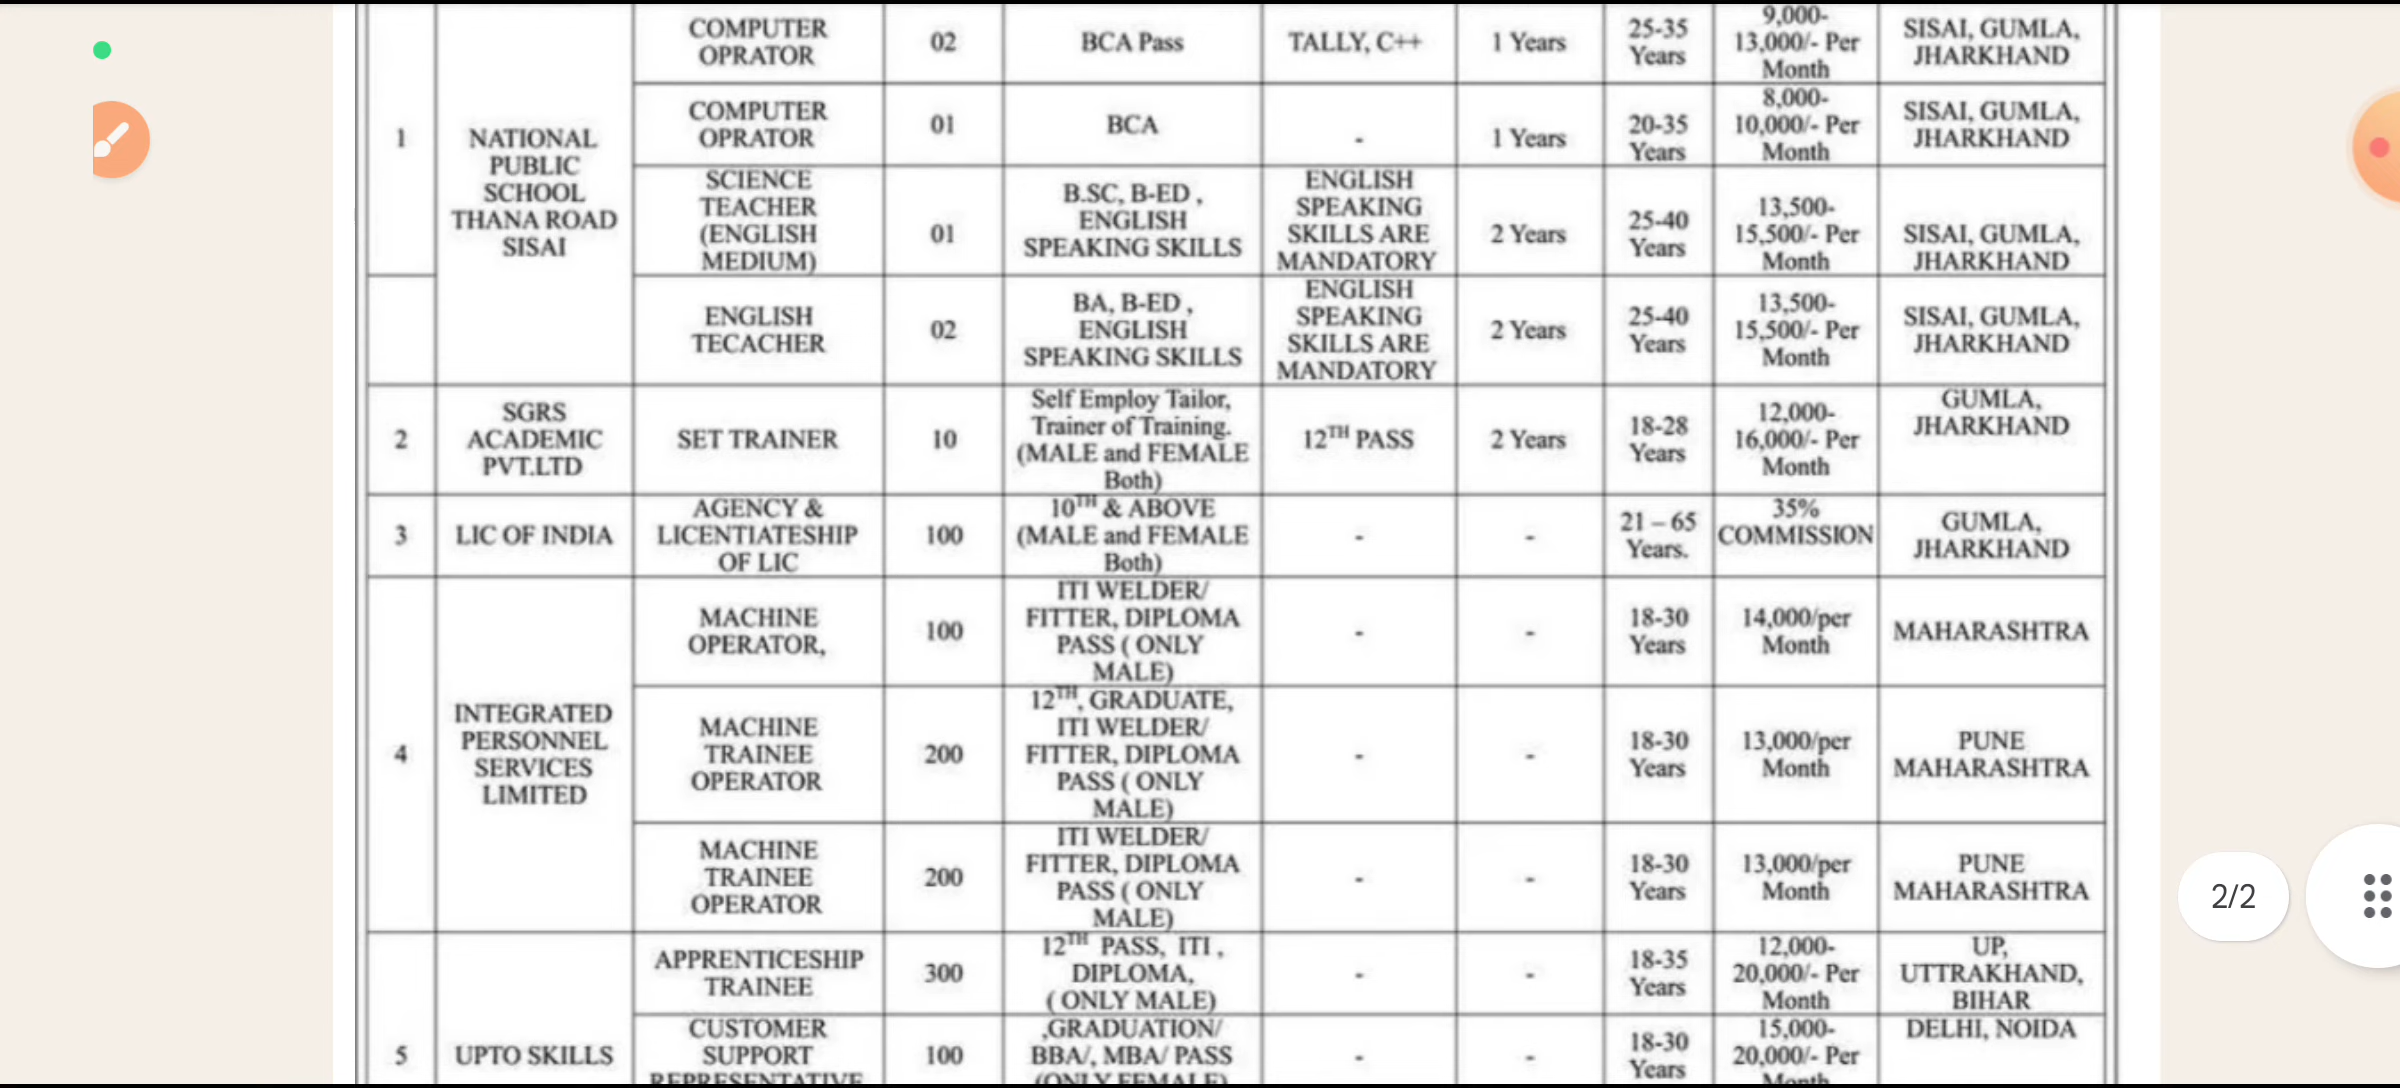 COMPUTER OPRATOR 02 BCA Pass TALLY, C++ 1 Years 25-35 Years 9,000-13,000/- Per Month SISAI, GUMLA, JHARKHAND
1 NATIONAL PUBLIC SCHOOL THANA ROAD SISAI
COMPUTER OPRATOR 01 BCA - 1 Years 20-35 Years 8,000-10,000/- Per Month SISAI, GUMLA, JHARKHAND
SCIENCE TEACHER (ENGLISH MEDIUM) 01 B.SC, B-ED , ENGLISH SPEAKING SKILLS ENGLISH SPEAKING SKILLS ARE MANDATORY 2 Years 25-40 Years 13,500-15,500/- Per Month SISAI, GUMLA, JHARKHAND
ENGLISH TECACHER 02 BA, B-ED , ENGLISH SPEAKING SKILLS ENGLISH SPEAKING SKILLS ARE MANDATORY 2 Years 25-40 Years 13,500-15,500/- Per Month SISAI, GUMLA, JHARKHAND
2 SGRS ACADEMIC PVT.LTD SET TRAINER 10 Self Employ Tailor, Trainer of Training. (MALE and FEMALE Both) 12TH PASS 2 Years 18-28 Years 12,000-16,000/- Per Month GUMLA, JHARKHAND
3 LIC OF INDIA AGENCY & LICENTIATESHIP OF LIC 100 10TH & ABOVE (MALE and FEMALE Both) - - 21 – 65 Years. 35% COMMISSION GUMLA, JHARKHAND
4 INTEGRATED PERSONNEL SERVICES LIMITED
MACHINE OPERATOR, 100 ITI WELDER/ FITTER, DIPLOMA PASS ( ONLY MALE) - - 18-30 Years 14,000/per Month MAHARASHTRA
MACHINE TRAINEE OPERATOR 200 12TH, GRADUATE, ITI WELDER/ FITTER, DIPLOMA PASS ( ONLY MALE) - - 18-30 Years 13,000/per Month PUNE MAHARASHTRA
MACHINE TRAINEE OPERATOR 200 ITI WELDER/ FITTER, DIPLOMA PASS ( ONLY MALE) - - 18-30 Years 13,000/per Month PUNE MAHARASHTRA
5 UPTO SKILLS
APPRENTICESHIP TRAINEE 300 12TH PASS, ITI , DIPLOMA, ( ONLY MALE) - - 18-35 Years 12,000-20,000/- Per Month UP, UTTRAKHAND, BIHAR
CUSTOMER SUPPORT REPRESENTATIVE 100 ,GRADUATION/ BBA/, MBA/ PASS (ONLY FEMALE) - - 18-30 Years 15,000-20,000/- Per Month DELHI, NOIDA
2/2